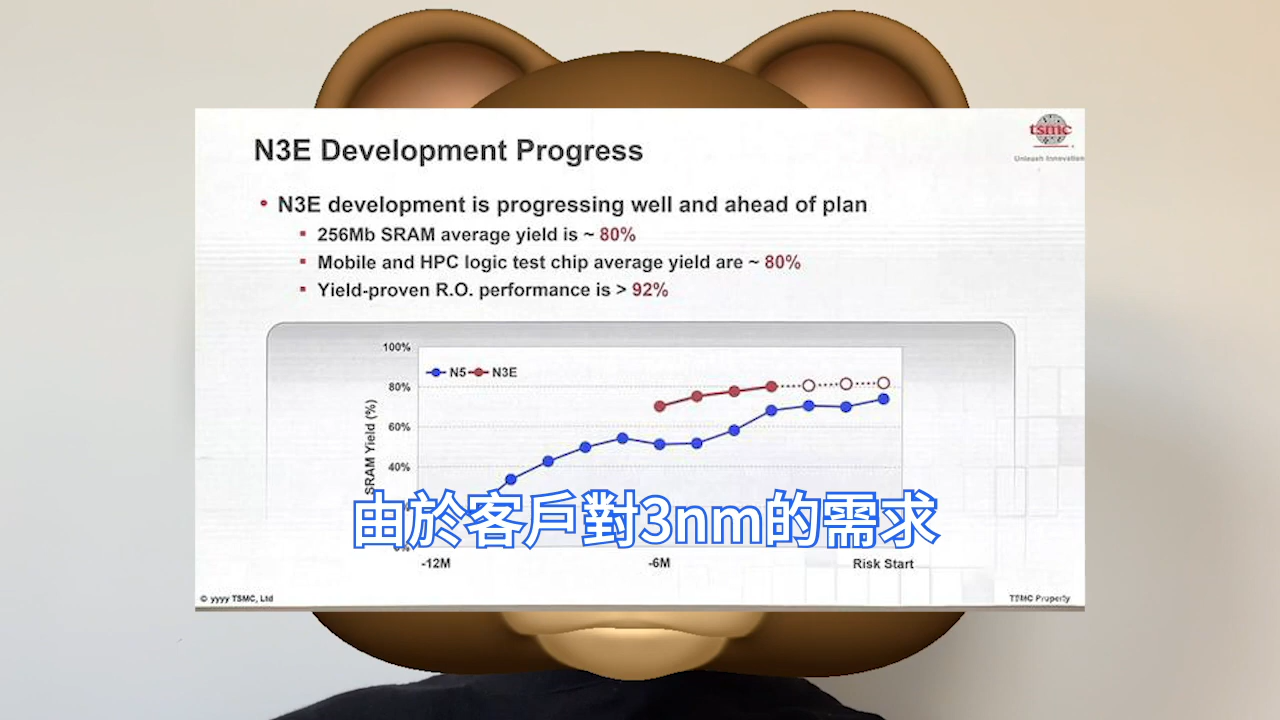 tsmc
Unleash Innovation
N3E Development Progress
• N3E development is progressing well and ahead of plan
▪ 256Mb SRAM average yield is ~ 80%
▪ Mobile and HPC logic test chip average yield are ~ 80%
▪ Yield-proven R.O. performance is > 92%
100%
N5 N3E
80%
60%
40%
0%
SRAM Yield (%)
由於客戶對3nm的需求
-12M -6M Risk Start
© yyyy TSMC, Ltd
TSMC Property